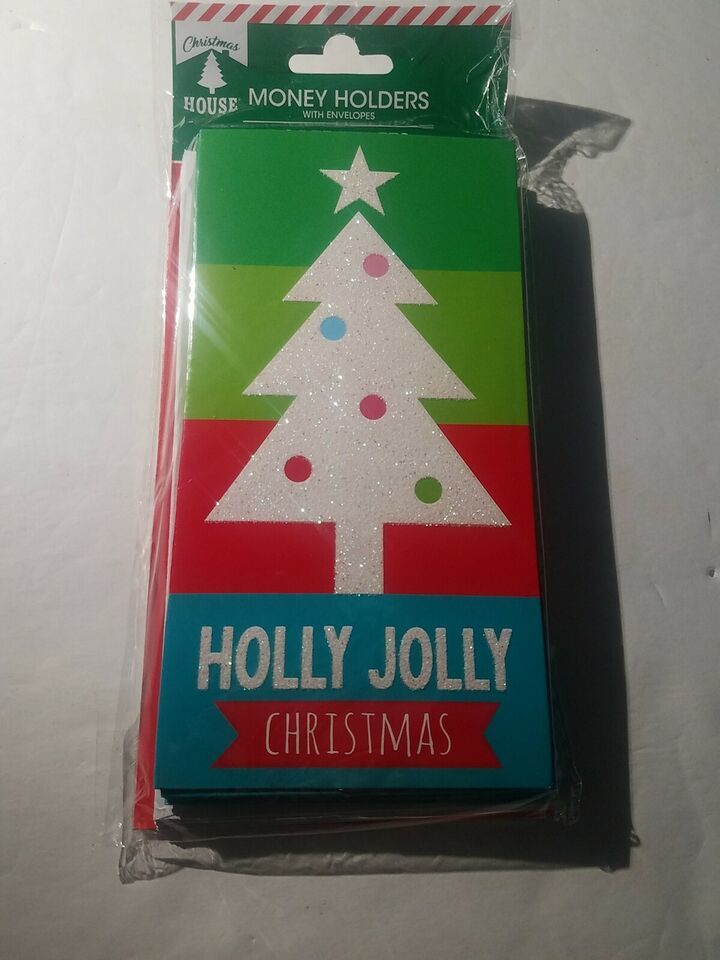 Christmas
HOUSE
MONEY HOLDERS
WITH ENVELOPES
HOLLY JOLLY
CHRISTMAS